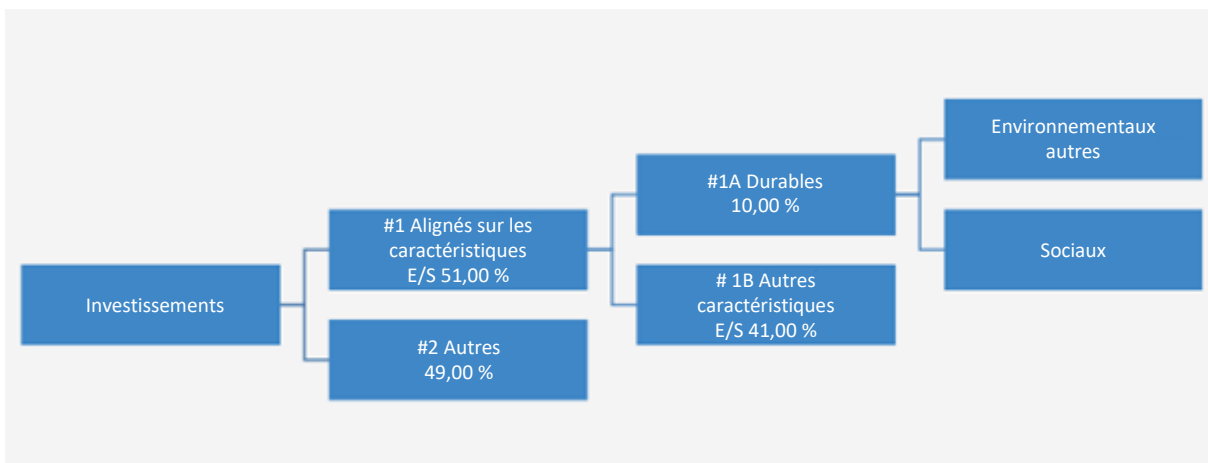 Investissements
#1 Alignés sur les
caractéristiques
E/S 51,00 %
#2 Autres
49,00 %
#1A Durables
10,00 %
# 1B Autres
caractéristiques
E/S 41,00 %
Environnementaux
autres
Sociaux